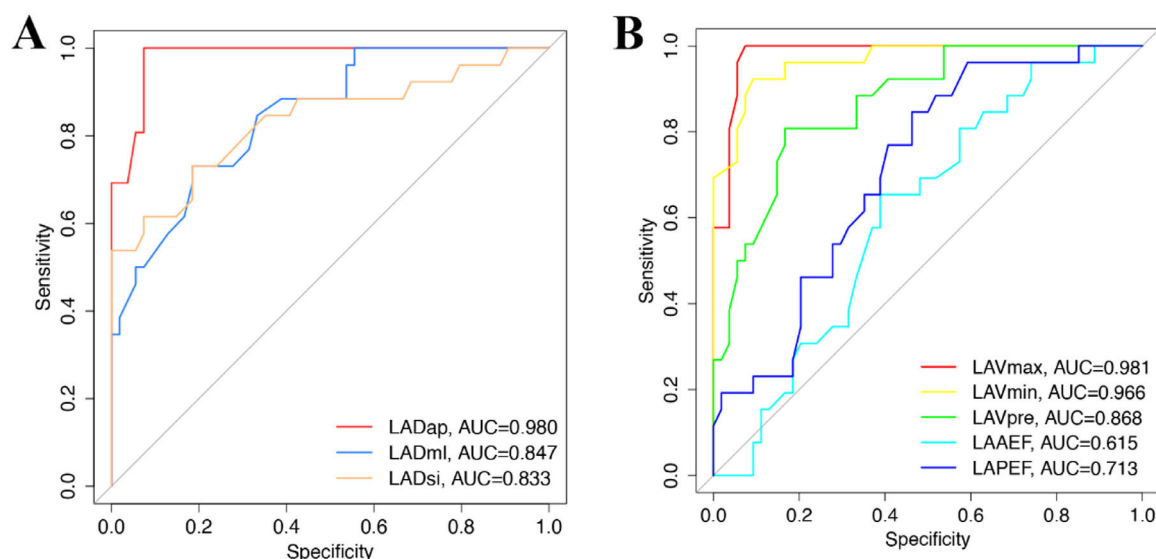 A
Sensitivity
1.0
0.8
0.6
0.4
0.2
0.0
LADap, AUC=0.980
LADml, AUC=0.847
LADsi, AUC=0.833
0.0 0.2 0.4 0.6 0.8 1.0
Specificity
B
Sensitivity
1.0
0.8
0.6
0.4
0.2
0.0
LAVmax, AUC=0.981
LAVmin, AUC=0.966
LAVpre, AUC=0.868
LAAEF, AUC=0.615
LAPEF, AUC=0.713
0.0 0.2 0.4 0.6 0.8 1.0
Specificity